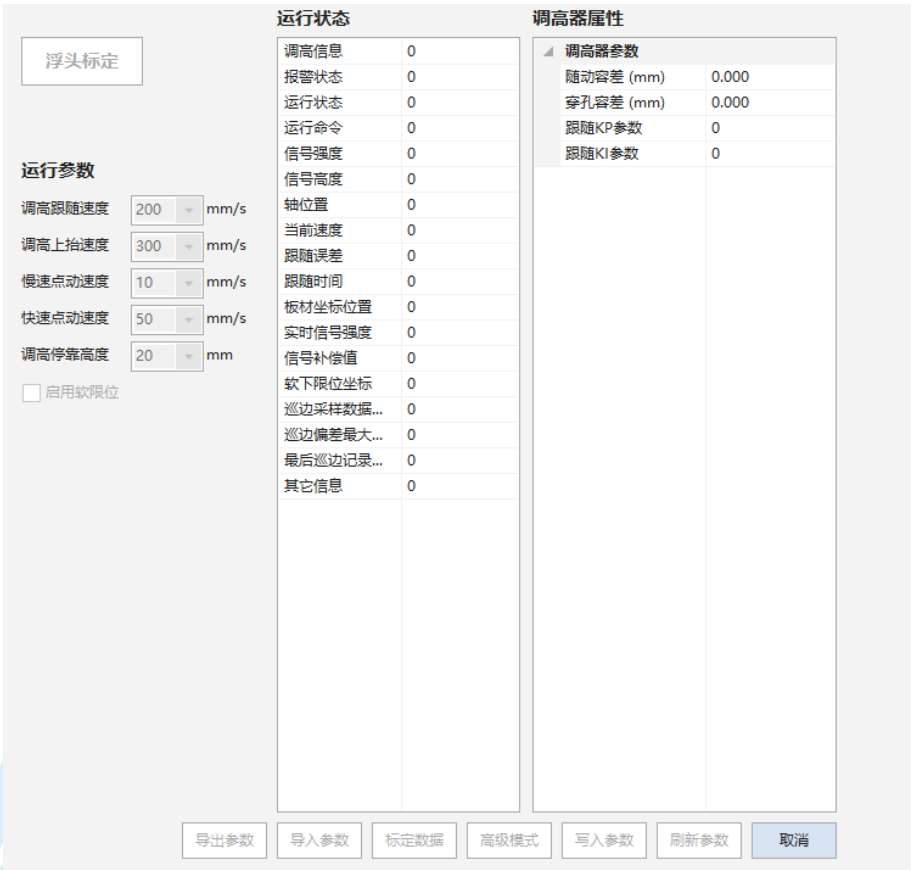 浮头标定
运行参数
调高跟随速度 200 mm/s
调高上抬速度 300 mm/s
慢速点动速度 10 mm/s
快速点动速度 50 mm/s
调高停靠高度 20 mm
启用软限位
运行状态
调高信息 0
报警状态 0
运行状态 0
运行命令 0
信号强度 0
信号高度 0
轴位置 0
当前速度 0
跟随误差 0
跟随时间 0
板材坐标位置 0
实时信号强度 0
信号补偿值 0
软下限位坐标 0
巡边采样数据... 0
巡边偏差最大... 0
最后巡边记录... 0
其它信息 0
调高器属性
调高器参数
随动容差 (mm) 0.000
穿孔容差 (mm) 0.000
跟随KP参数 0
跟随KI参数 0
导出参数 导入参数 标定数据 高级模式 写入参数 刷新参数 取消